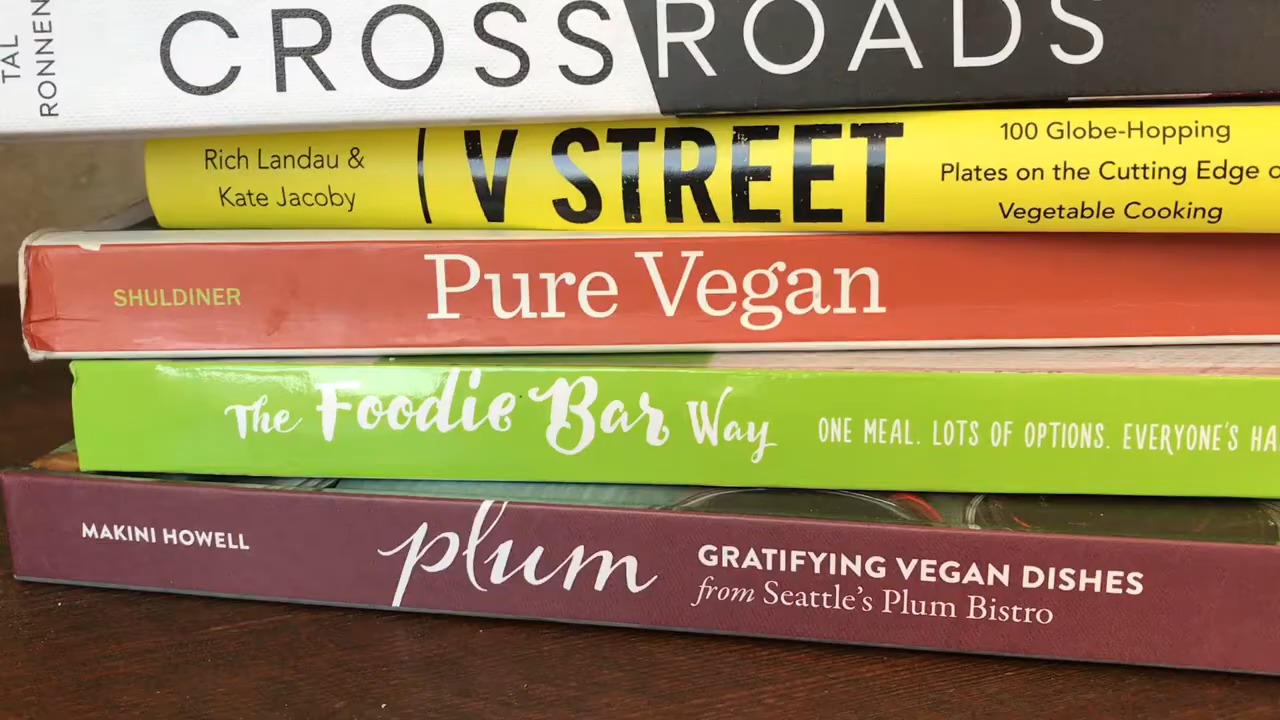 TAL
RONNEN
CROSSROADS
Rich Landau &
Kate Jacoby
V STREET
100 Globe-Hopping
Plates on the Cutting Edge
Vegetable Cooking
SHULDINER
Pure Vegan
The Foodie Bar Way
ONE MEAL. LOTS OF OPTIONS. EVERYONE'S
MAKINI HOWELL
plum
GRATIFYING VEGAN DISHES
from Seattle's Plum Bistro